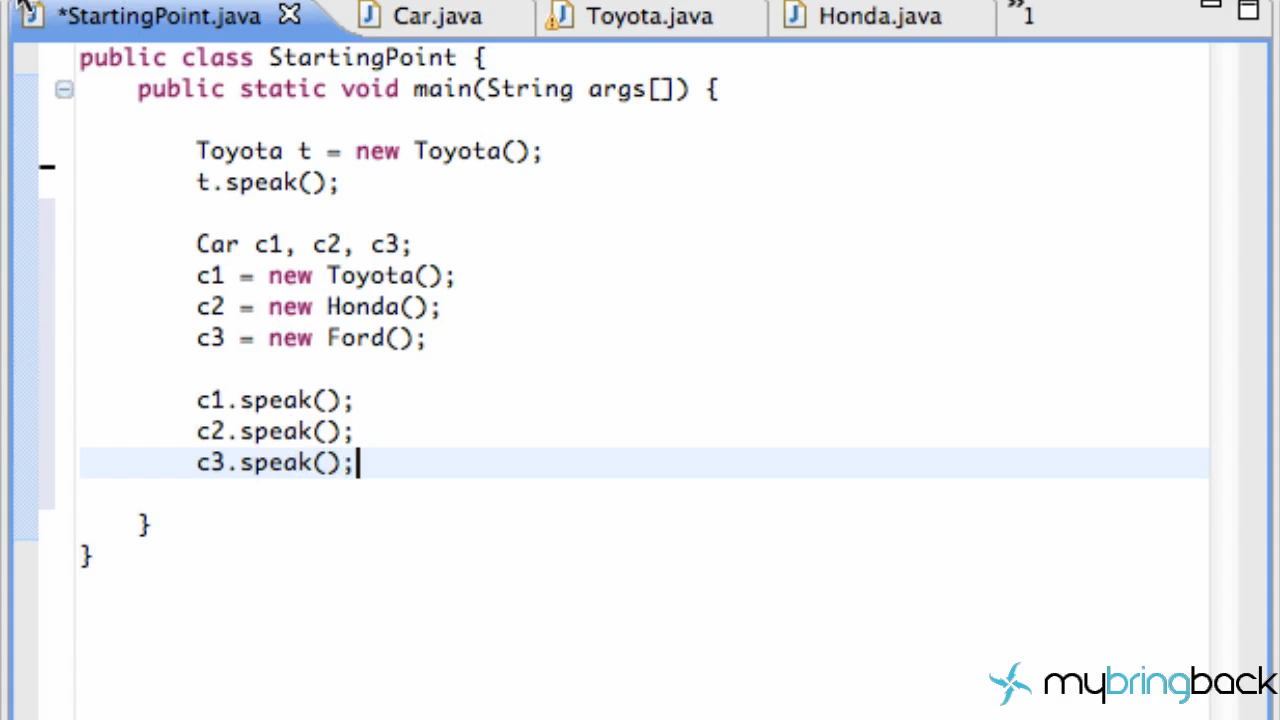 *StartingPoint.java Car.java Toyota.java Honda.java »1
public class StartingPoint {
public static void main(String args[]) {
Toyota t = new Toyota();
t.speak();
Car c1, c2, c3;
c1 = new Toyota();
c2 = new Honda();
c3 = new Ford();
c1.speak();
c2.speak();
c3.speak();
}
}
mybringback